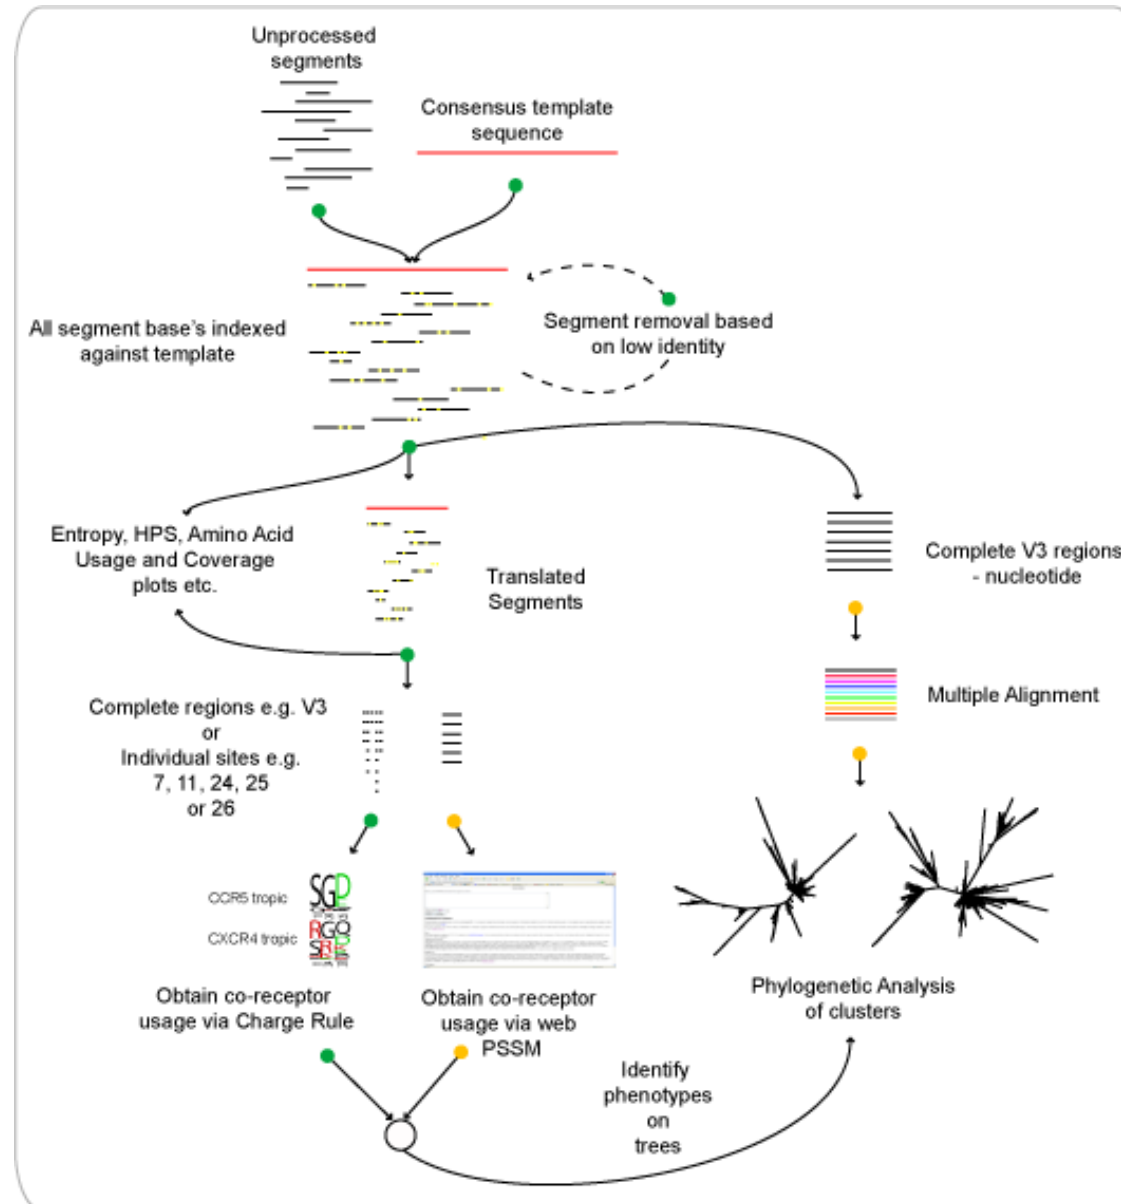 Unprocessed
segments
Consensus template
sequence
All segment base's indexed
against template
Segment removal based
on low identity
Entropy, HPS, Amino Acid
Usage and Coverage
plots etc.
Translated
Segments
Complete V3 regions
- nucleotide
Multiple Alignment
Complete regions e.g. V3
or
Individual sites e.g.
7, 11, 24, 25
or 26
CCR5 tropic
SGD
CXCR4 tropic
RGQ
Obtain co-receptor
usage via Charge Rule
Obtain co-receptor
usage via web
PSSM
Phylogenetic Analysis
of clusters
Identify
phenotypes
on
trees